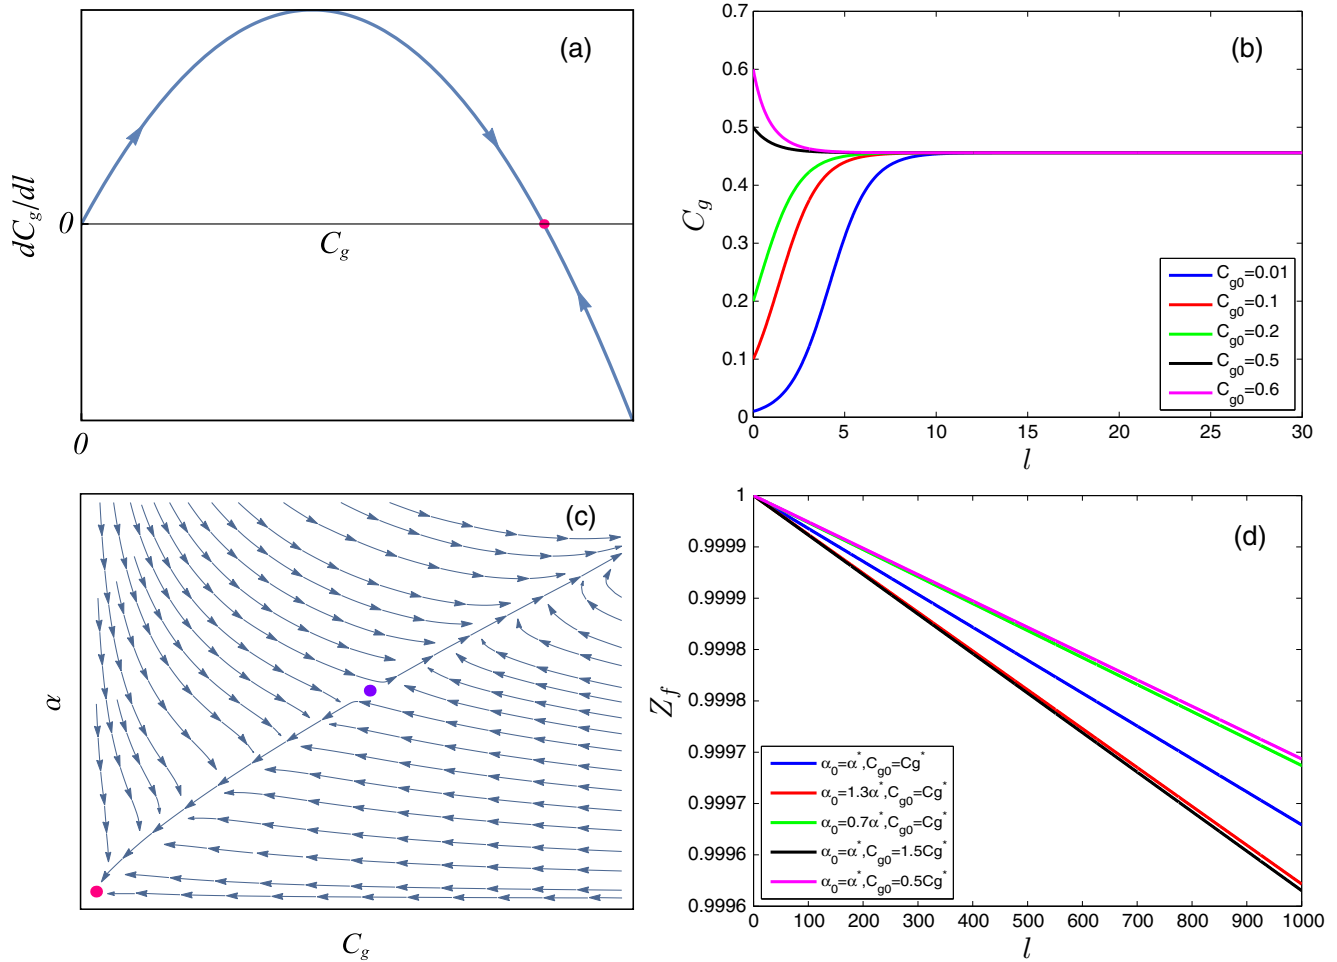 (a)
dC_g/dl
0
C_g
0
(b)
0.7
0.6
0.5
0.4
0.3
0.2
0.1
0
C_g
C_g0=0.01
C_g0=0.1
C_g0=0.2
C_g0=0.5
C_g0=0.6
0 5 10 15 20 25 30
l
(c)
α
C_g
(d)
1
0.9999
0.9999
0.9998
0.9998
0.9997
0.9997
0.9996
0.9996
Z_f
α_0=α^*,C_g0=Cg^*
α_0=1.3α^*,C_g0=Cg^*
α_0=0.7α^*,C_g0=Cg^*
α_0=α^*,C_g0=1.5Cg^*
α_0=α^*,C_g0=0.5Cg^*
0 100 200 300 400 500 600 700 800 900 1000
l